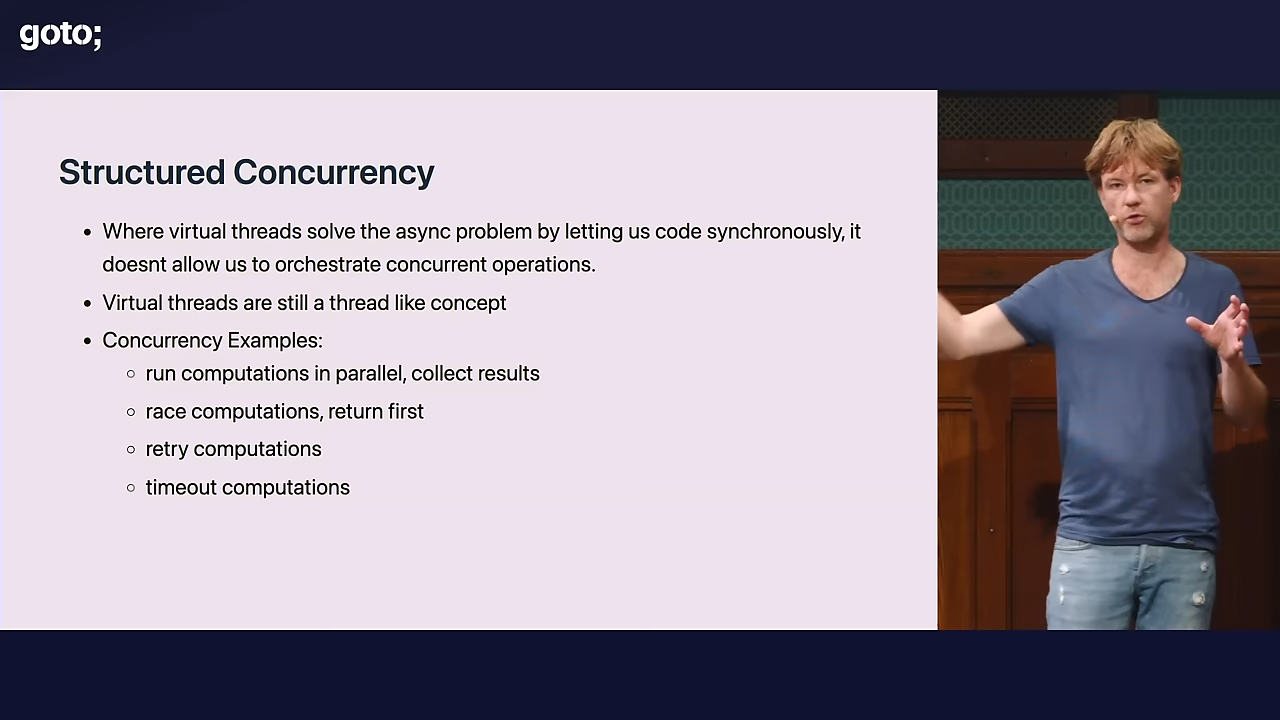 goto;
Structured Concurrency
Where virtual threads solve the async problem by letting us code synchronously, it
doesnt allow us to orchestrate concurrent operations.
Virtual threads are still a thread like concept
Concurrency Examples:
run computations in parallel, collect results
race computations, return first
retry computations
timeout computations